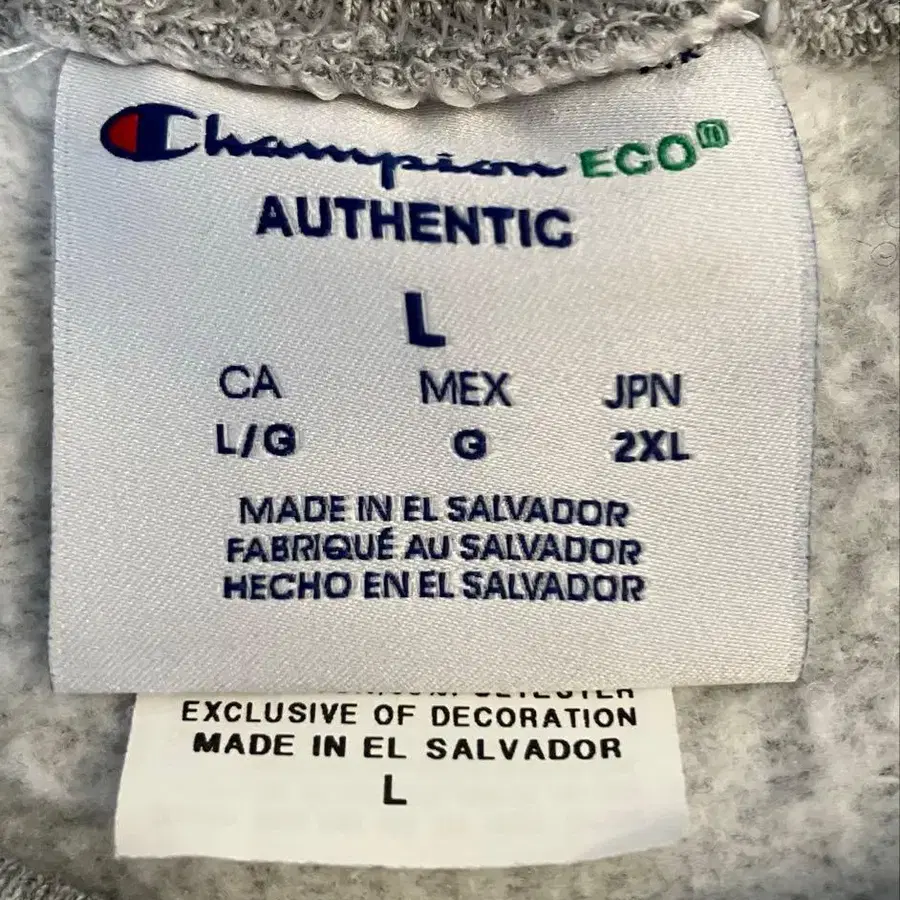 Champion ECO
AUTHENTIC
L
CA MEX JPN
L/G G 2XL
MADE IN EL SALVADOR
FABRIQUÉ AU SALVADOR
HECHO EN EL SALVADOR
EXCLUSIVE OF DECORATION
MADE IN EL SALVADOR
L